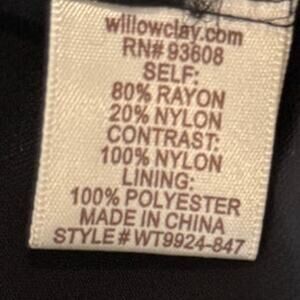 willowclay.com
RN# 93608
SELF:
80% RAYON
20% NYLON
CONTRAST:
100% NYLON
LINING:
100% POLYESTER
MADE IN CHINA
STYLE # WT9924-847